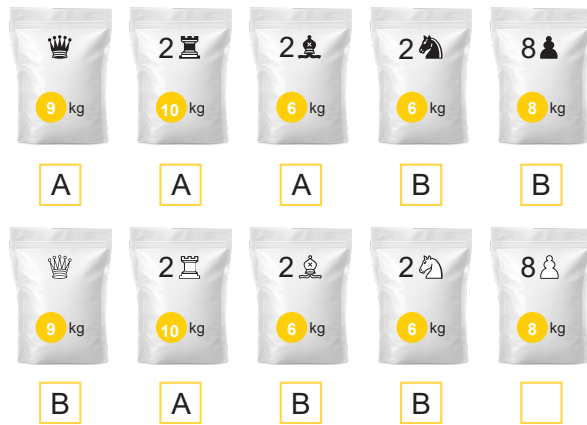 ♛ 2♜ 2♝ 2♞ 8♟
9 kg 10 kg 6 kg 6 kg 8 kg
A A A B B
♕ 2♖ 2♗ 2♘ 8♙
9 kg 10 kg 6 kg 6 kg 8 kg
B A B B